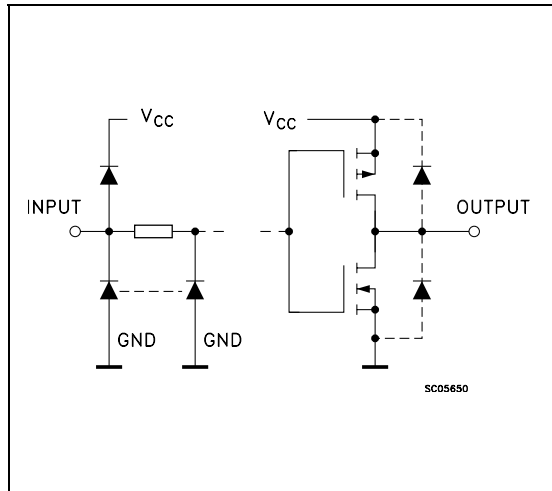 VCC
VCC
INPUT
OUTPUT
GND
GND
SC05650